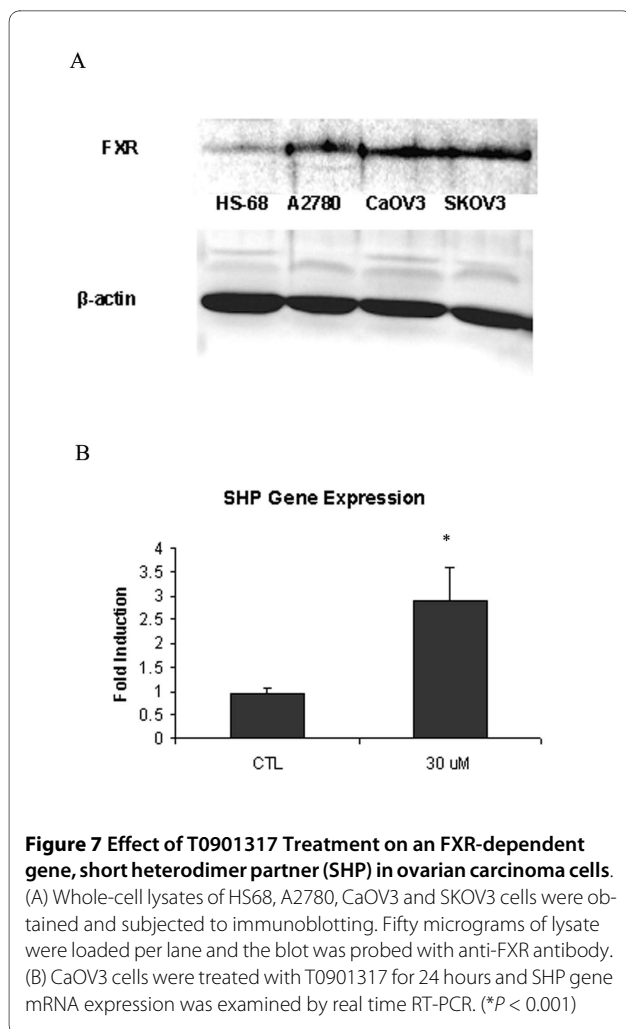 A
FXR
HS-68 A2780 CaOV3 SKOV3
β-actin
B
SHP Gene Expression
*
Fold Induction
4
3.5
3
2.5
2
1.5
1
0.5
0
CTL 30 uM
Figure 7 Effect of T0901317 Treatment on an FXR-dependent
gene, short heterodimer partner (SHP) in ovarian carcinoma cells.
(A) Whole-cell lysates of HS68, A2780, CaOV3 and SKOV3 cells were ob-
tained and subjected to immunoblotting. Fifty micrograms of lysate
were loaded per lane and the blot was probed with anti-FXR antibody.
(B) CaOV3 cells were treated with T0901317 for 24 hours and SHP gene
mRNA expression was examined by real time RT-PCR. (*P < 0.001)